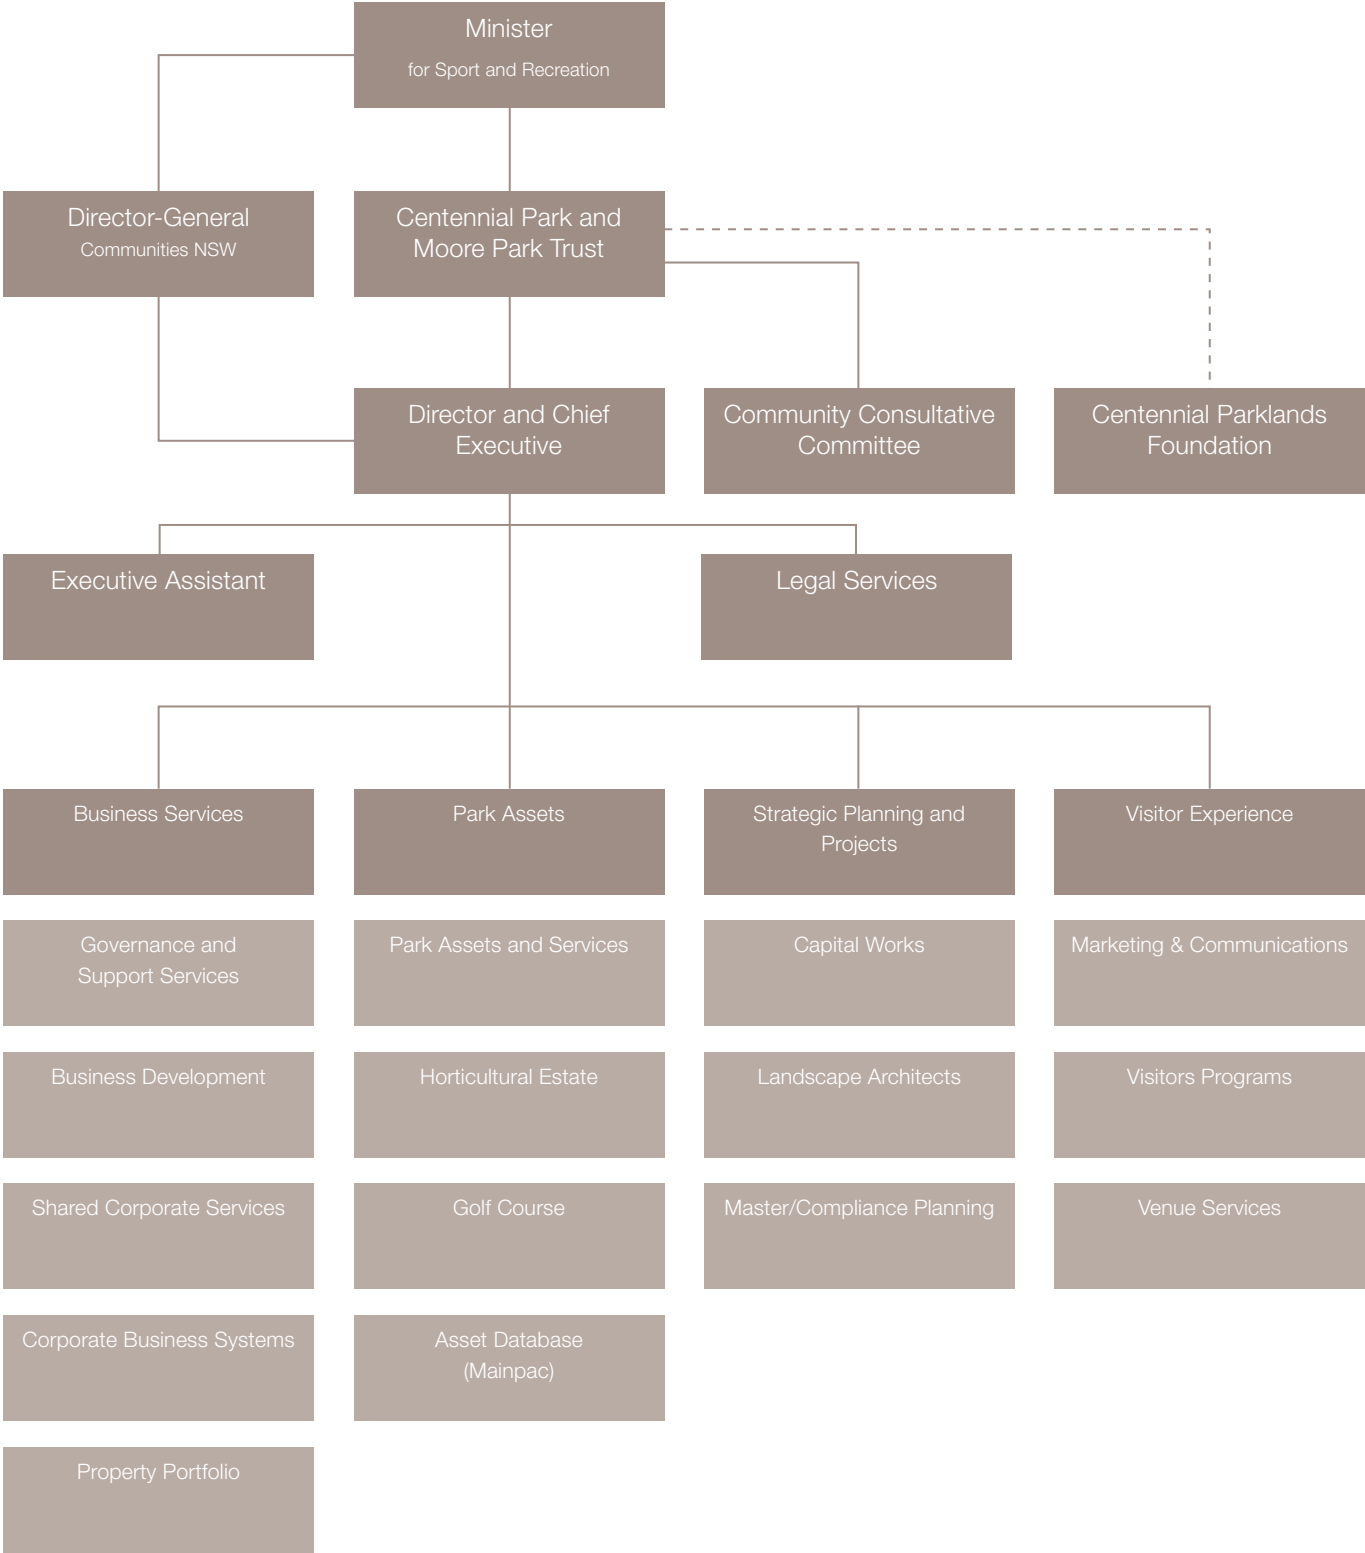 Minister
for Sport and Recreation
Director-General
Communities NSW
Centennial Park and
Moore Park Trust
Director and Chief
Executive
Community Consultative
Committee
Centennial Parklands
Foundation
Executive Assistant
Legal Services
Business Services
Park Assets
Strategic Planning and
Projects
Visitor Experience
Governance and
Support Services
Park Assets and Services
Capital Works
Marketing & Communications
Business Development
Horticultural Estate
Landscape Architects
Visitors Programs
Shared Corporate Services
Golf Course
Master/Compliance Planning
Venue Services
Corporate Business Systems
Asset Database
(Mainpac)
Property Portfolio